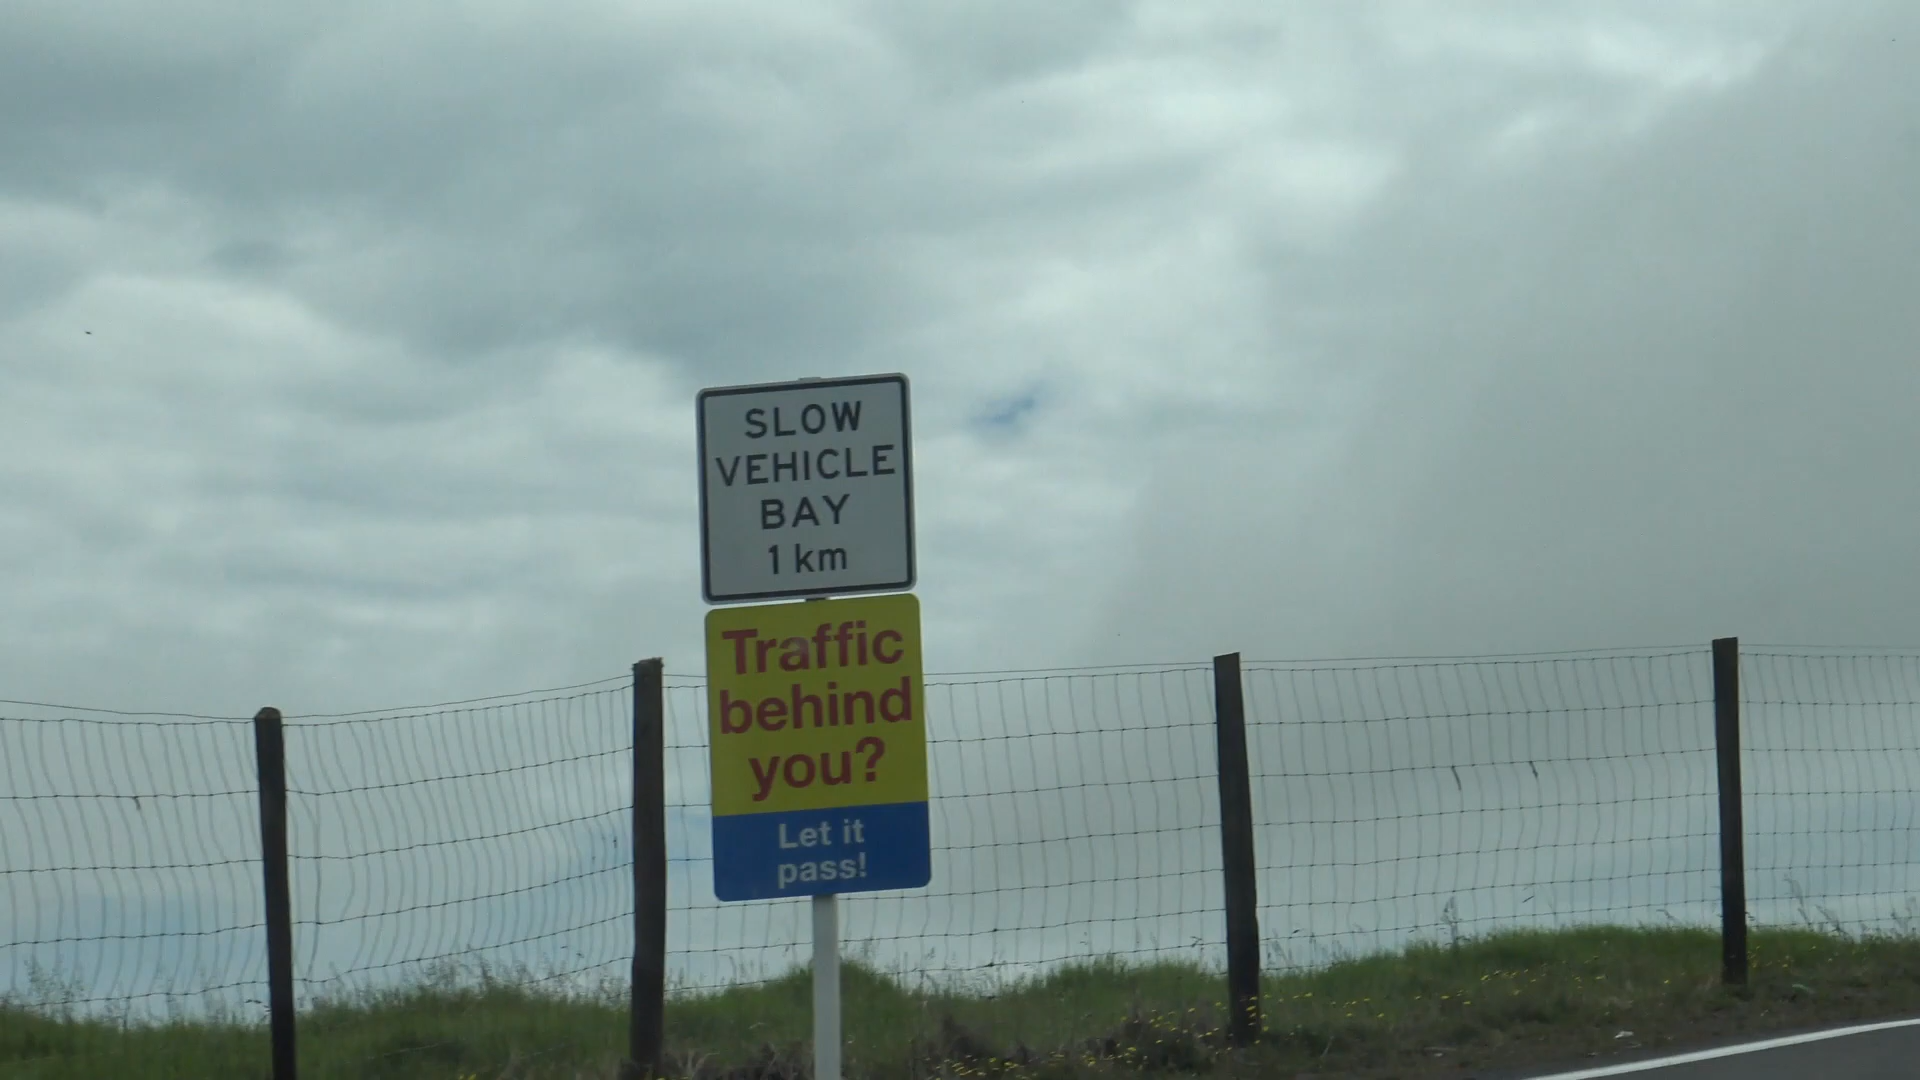 SLOW
VEHICLE
BAY
1 km
Traffic
behind
you?
Let it
pass!